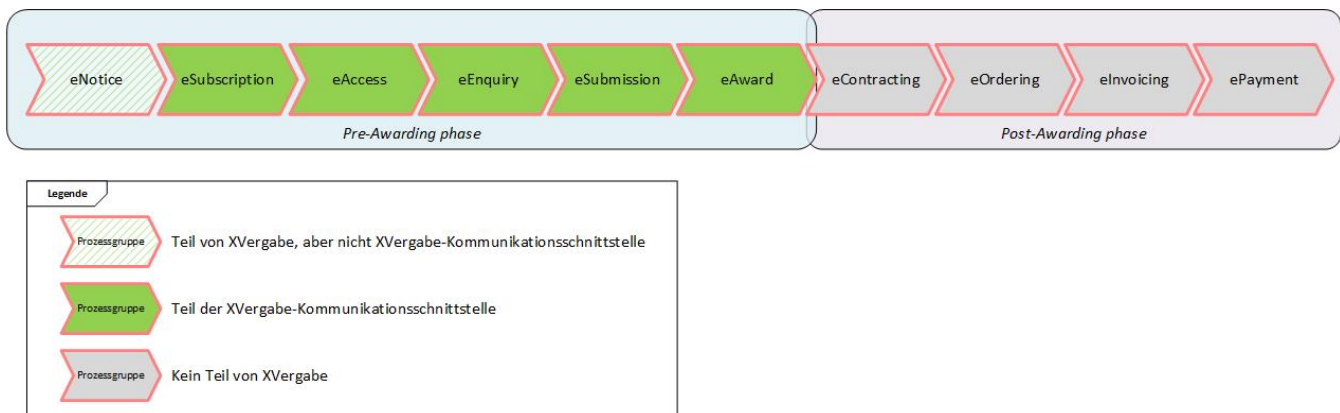 eNotice
eSubscription
eAccess
eEnquiry
eSubmission
eAward
eContracting
eOrdering
eInvoicing
ePayment
Pre-Awarding phase
Post-Awarding phase
Legende
Prozessgruppe
Teil von XVergabe, aber nicht XVergabe-Kommunikationsschnittstelle
Prozessgruppe
Teil der XVergabe-Kommunikationsschnittstelle
Prozessgruppe
Kein Teil von XVergabe